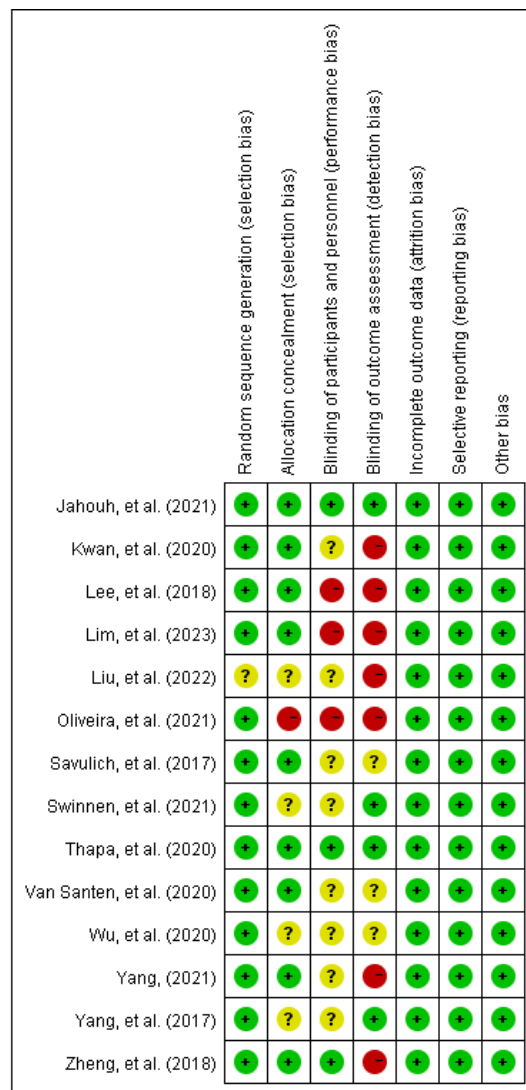 Random sequence generation (selection bias)
Allocation concealment (selection bias)
Blinding of participants and personnel (performance bias)
Blinding of outcome assessment (detection bias)
Incomplete outcome data (attrition bias)
Selective reporting (reporting bias)
Other bias
Jahouh, et al. (2021) + + + + + + +
Kwan, et al. (2020) + + ? - + + +
Lee, et al. (2018) + + - - + + +
Lim, et al. (2023) + + - - + + +
Liu, et al. (2022) ? ? ? - + + +
Oliveira, et al. (2021) + - - - + + +
Savulich, et al. (2017) + + ? ? + + +
Swinnen, et al. (2021) + ? ? + + + +
Thapa, et al. (2020) + + + + + + +
Van Santen, et al. (2020) + + ? ? + + +
Wu, et al. (2020) + ? ? ? + + +
Yang, (2021) + + ? - + + +
Yang, et al. (2017) + ? ? + + + +
Zheng, et al. (2018) + + + - + + +